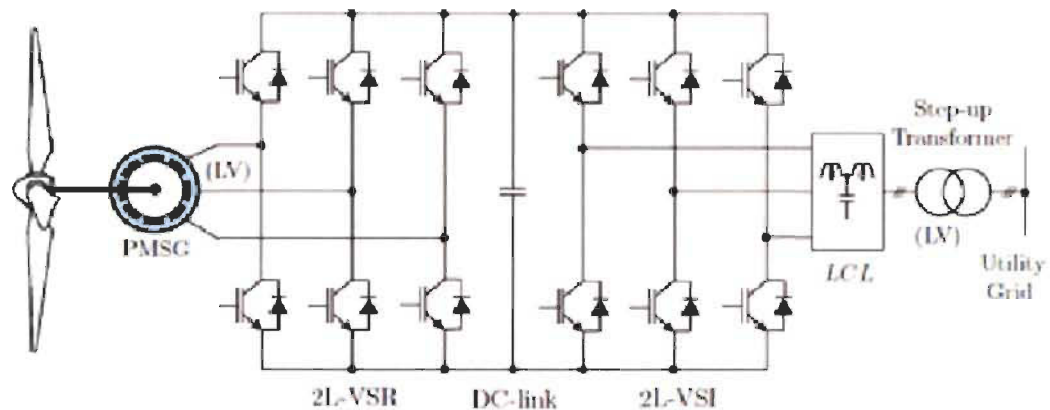 Step-up
Transformer
(LV)
PMSG
(LV)
LCL
Utility
Grid
2L-VSR
DC-link
2L-VSI